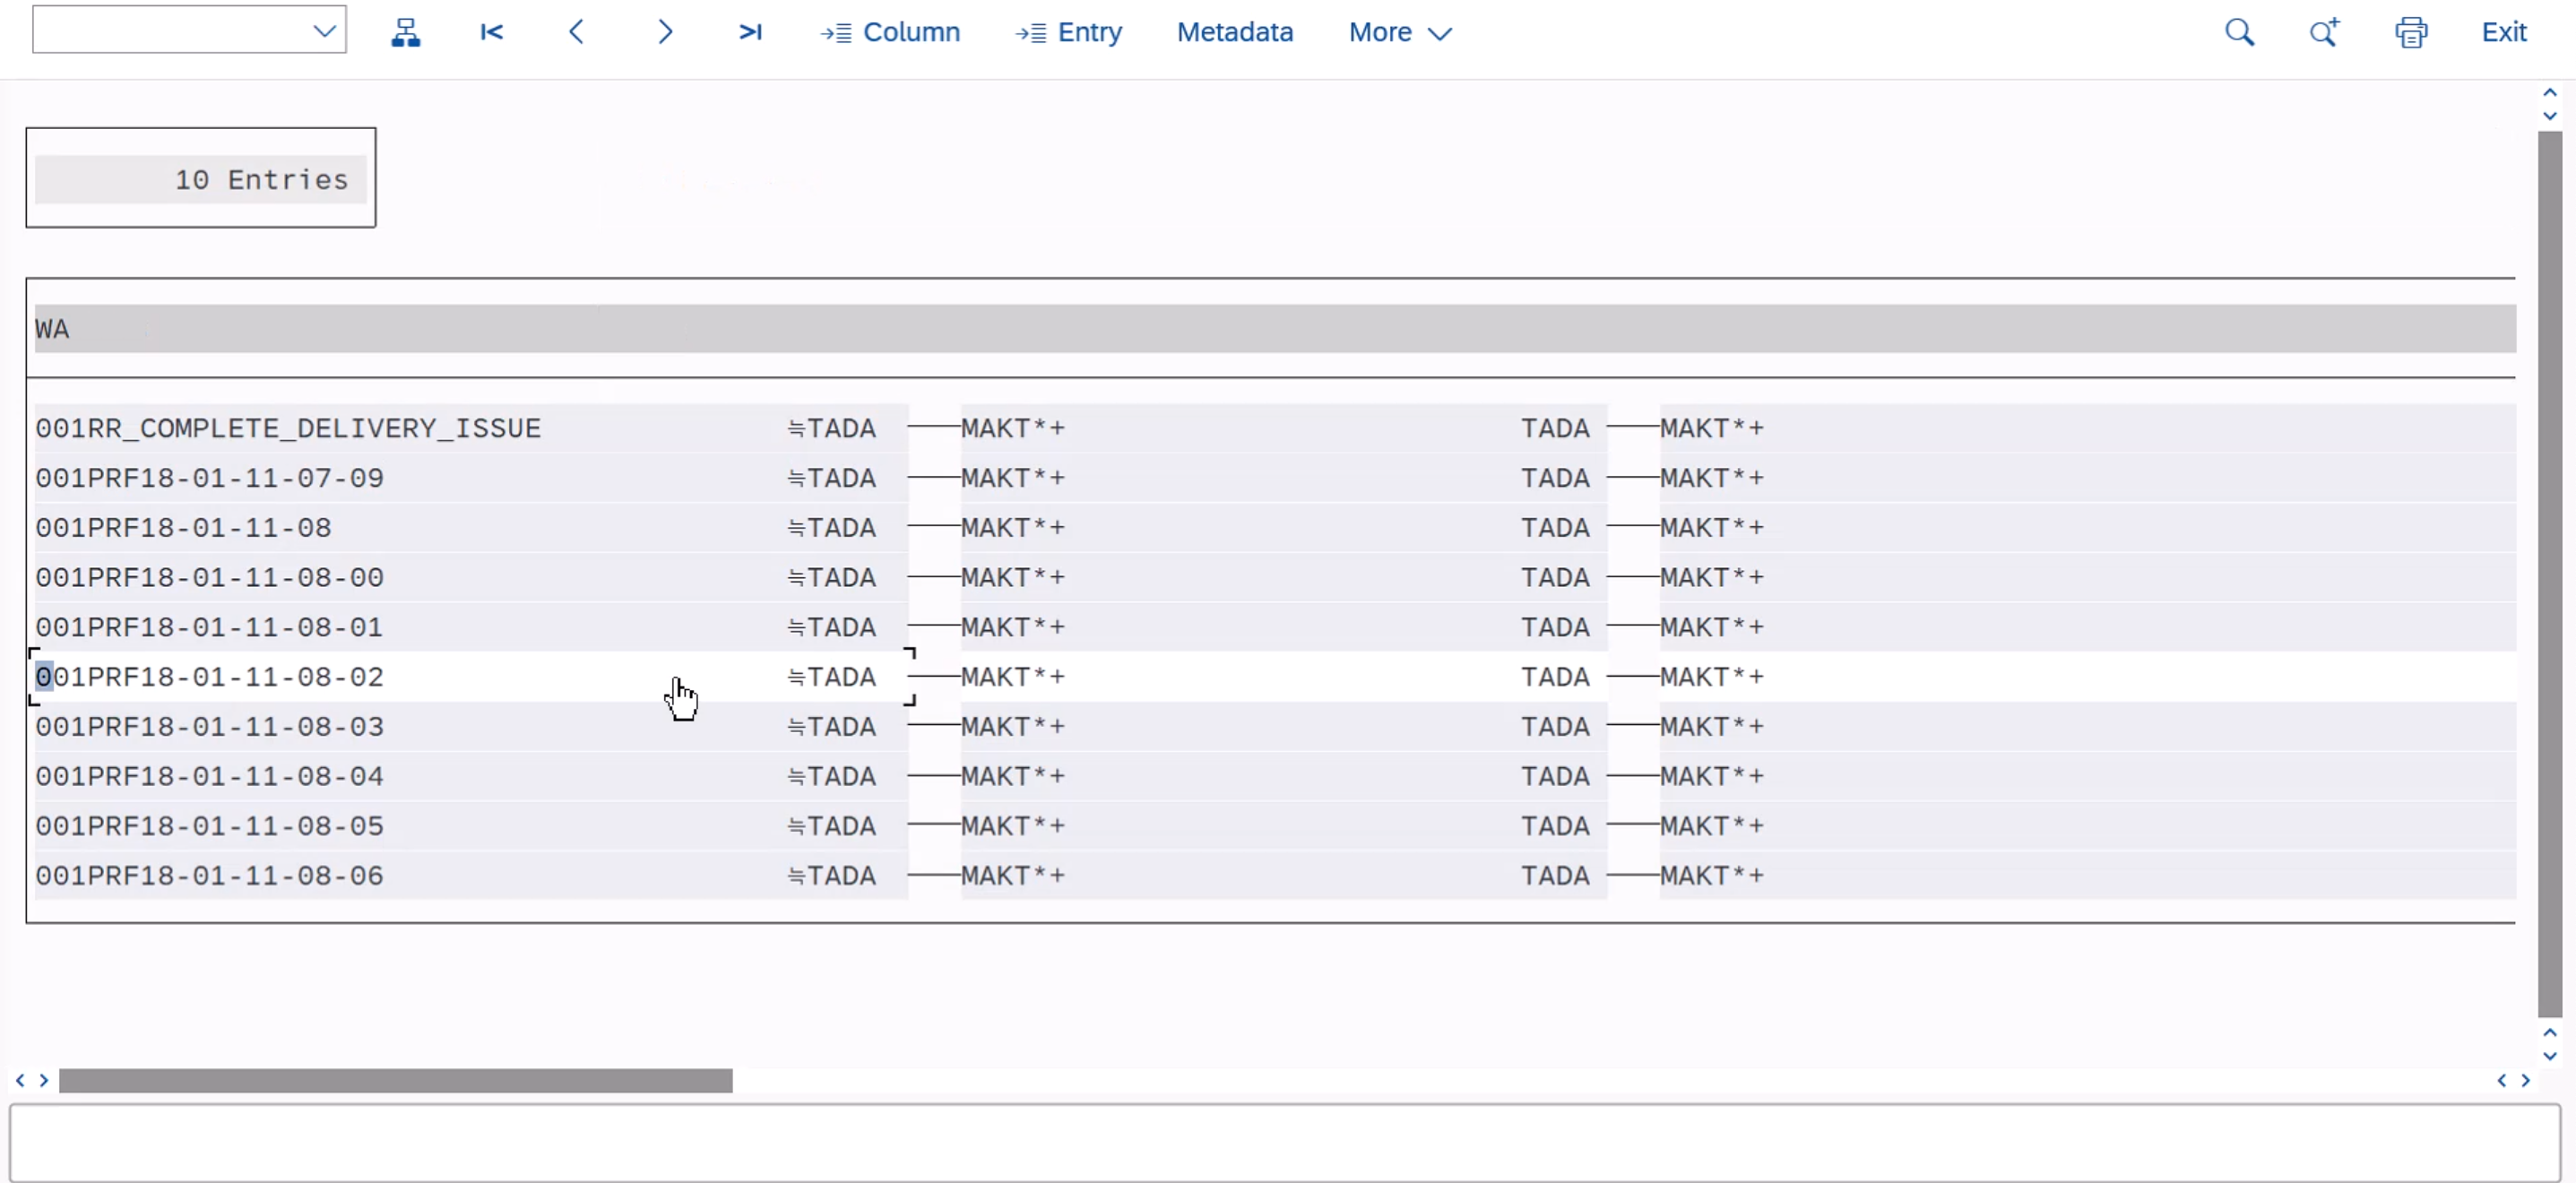 Column Entry Metadata More Exit
10 Entries
WA
001RR_COMPLETE_DELIVERY_ISSUE ≒TADA MAKT*+ TADA MAKT*+
001PRF18-01-11-07-09 ≒TADA MAKT*+ TADA MAKT*+
001PRF18-01-11-08 ≒TADA MAKT*+ TADA MAKT*+
001PRF18-01-11-08-00 ≒TADA MAKT*+ TADA MAKT*+
001PRF18-01-11-08-01 ≒TADA MAKT*+ TADA MAKT*+
001PRF18-01-11-08-02 ≒TADA MAKT*+ TADA MAKT*+
001PRF18-01-11-08-03 ≒TADA MAKT*+ TADA MAKT*+
001PRF18-01-11-08-04 ≒TADA MAKT*+ TADA MAKT*+
001PRF18-01-11-08-05 ≒TADA MAKT*+ TADA MAKT*+
001PRF18-01-11-08-06 ≒TADA MAKT*+ TADA MAKT*+